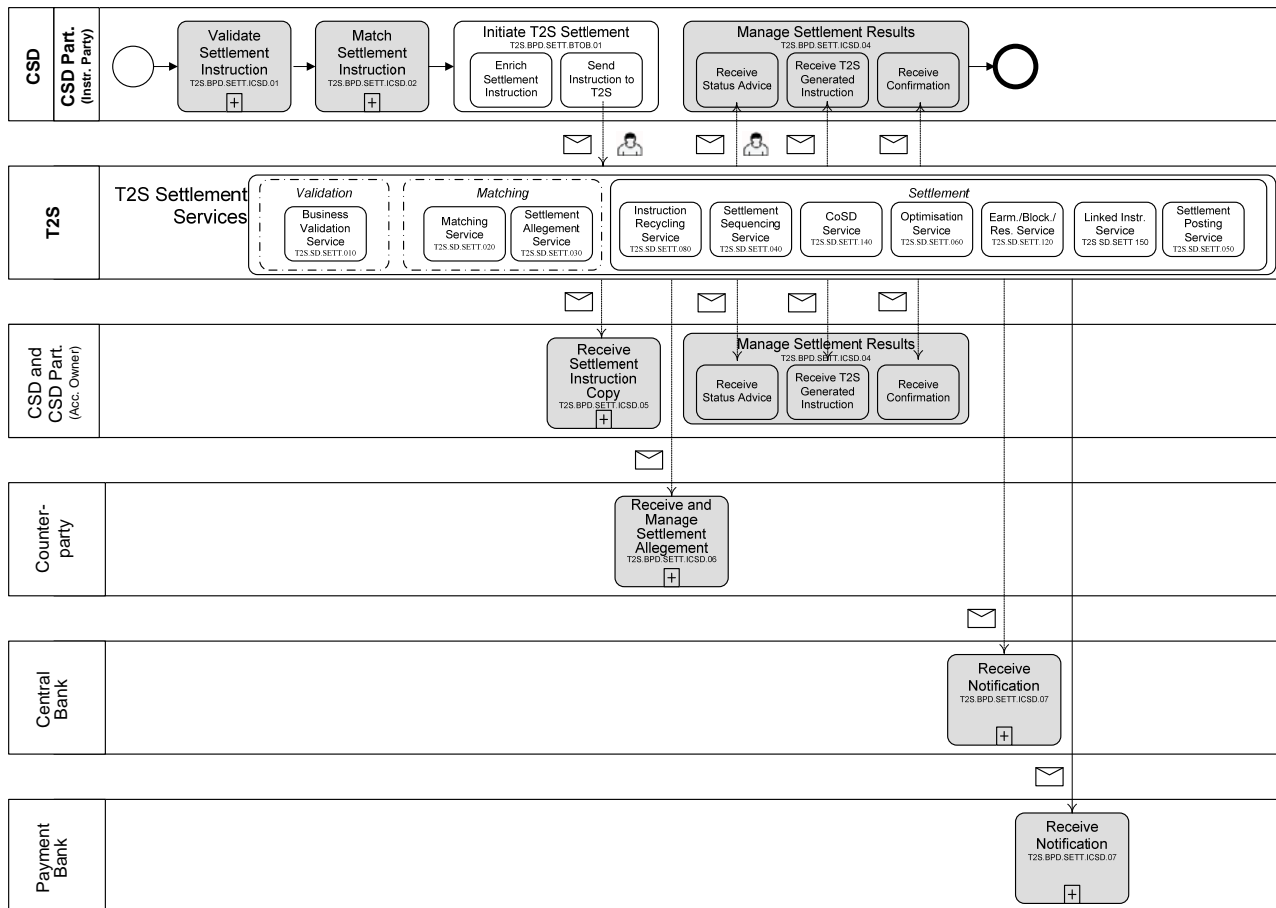 CSD
CSD Part.
(Instr. Party)
Validate
Settlement
Instruction
T2S.BPD.SETT.ICSD.01
+
Match
Settlement
Instruction
T2S.BPD.SETT.ICSD.02
+
Initiate T2S Settlement
T2S.BPD.SETT.BTOB.01
Enrich
Settlement
Instruction
Send
Instruction to
T2S
Manage Settlement Results
T2S.BPD.SETT.ICSD.04
Receive
Status Advice
Receive T2S
Generated
Instruction
Receive
Confirmation
T2S
T2S Settlement
Services
Validation
Business
Validation
Service
T2S.SD.SETT.010
Matching
Matching
Service
T2S.SD.SETT.020
Settlement
Allegement
Service
T2S.SD.SETT.030
Settlement
Instruction
Recycling
Service
T2S.SD.SETT.080
Settlement
Sequencing
Service
T2S.SD.SETT.040
CoSD
Service
T2S.SD.SETT.140
Optimisation
Service
T2S.SD.SETT.060
Earm./Block./
Res. Service
T2S.SD.SETT.120
Linked Instr.
Service
T2S.SD.SETT 150
Settlement
Posting
Service
T2S.SD.SETT.050
CSD and
CSD Part.
(Acc. Owner)
Receive
Settlement
Instruction
Copy
T2S.BPD.SETT.ICSD.05
+
Manage Settlement Results
T2S.BPD.SETT.ICSD.04
Receive
Status Advice
Receive T2S
Generated
Instruction
Receive
Confirmation
Counter-
party
Receive and
Manage
Settlement
Allegement
T2S.BPD.SETT.ICSD.06
+
Central
Bank
Receive
Notification
T2S.BPD.SETT.ICSD.07
+
Payment
Bank
Receive
Notification
T2S.BPD.SETT.ICSD.07
+